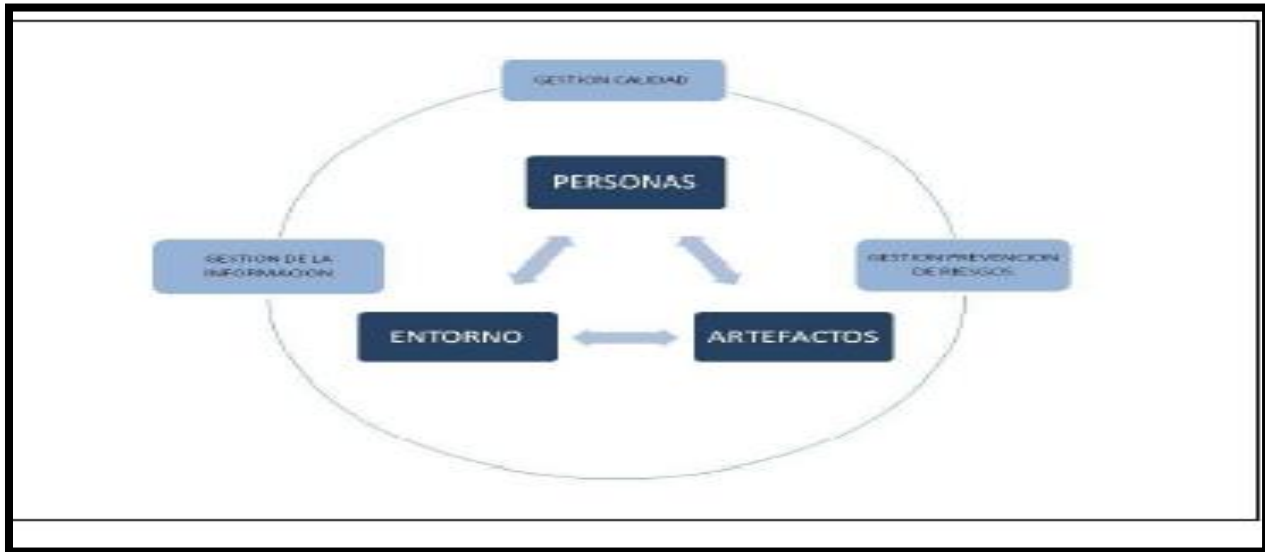 GESTION CALIDAD
PERSONAS
GESTION DE LA
INFORMACION
GESTION PREVENCION
DE RIESGOS
ENTORNO
ARTEFACTOS